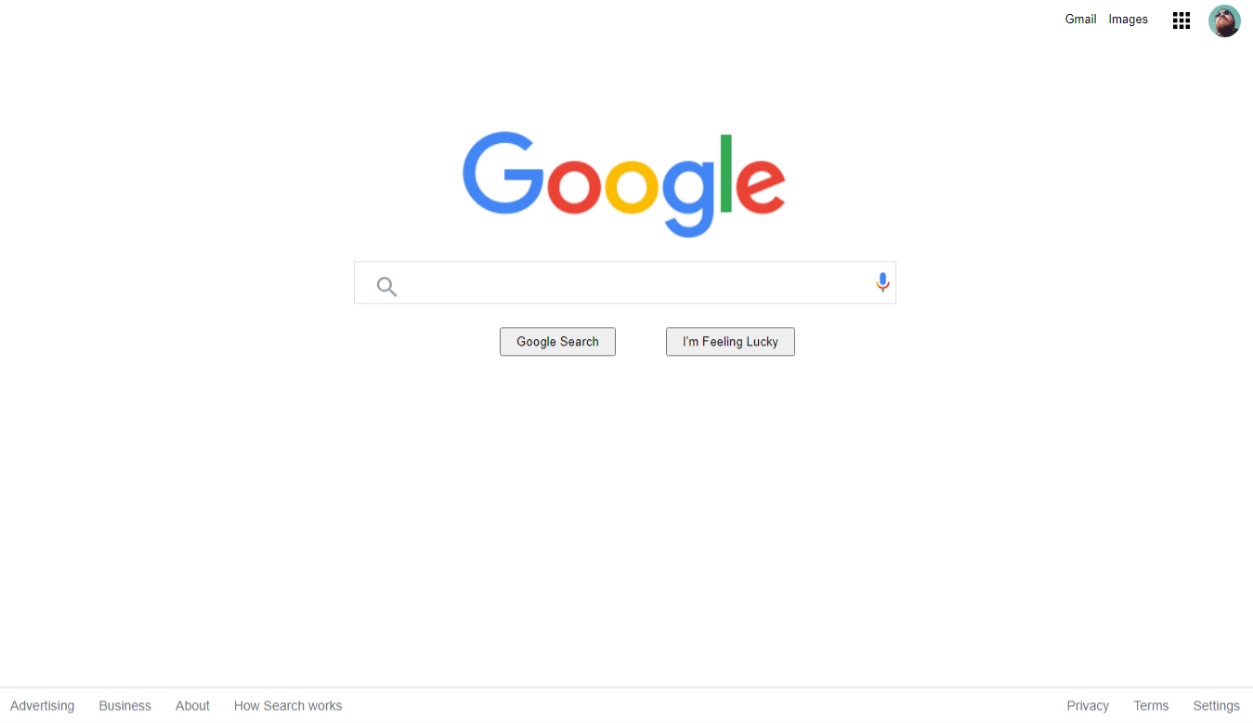 Gmail Images
Google
Google Search I'm Feeling Lucky
Advertising Business About How Search works Privacy Terms Settings